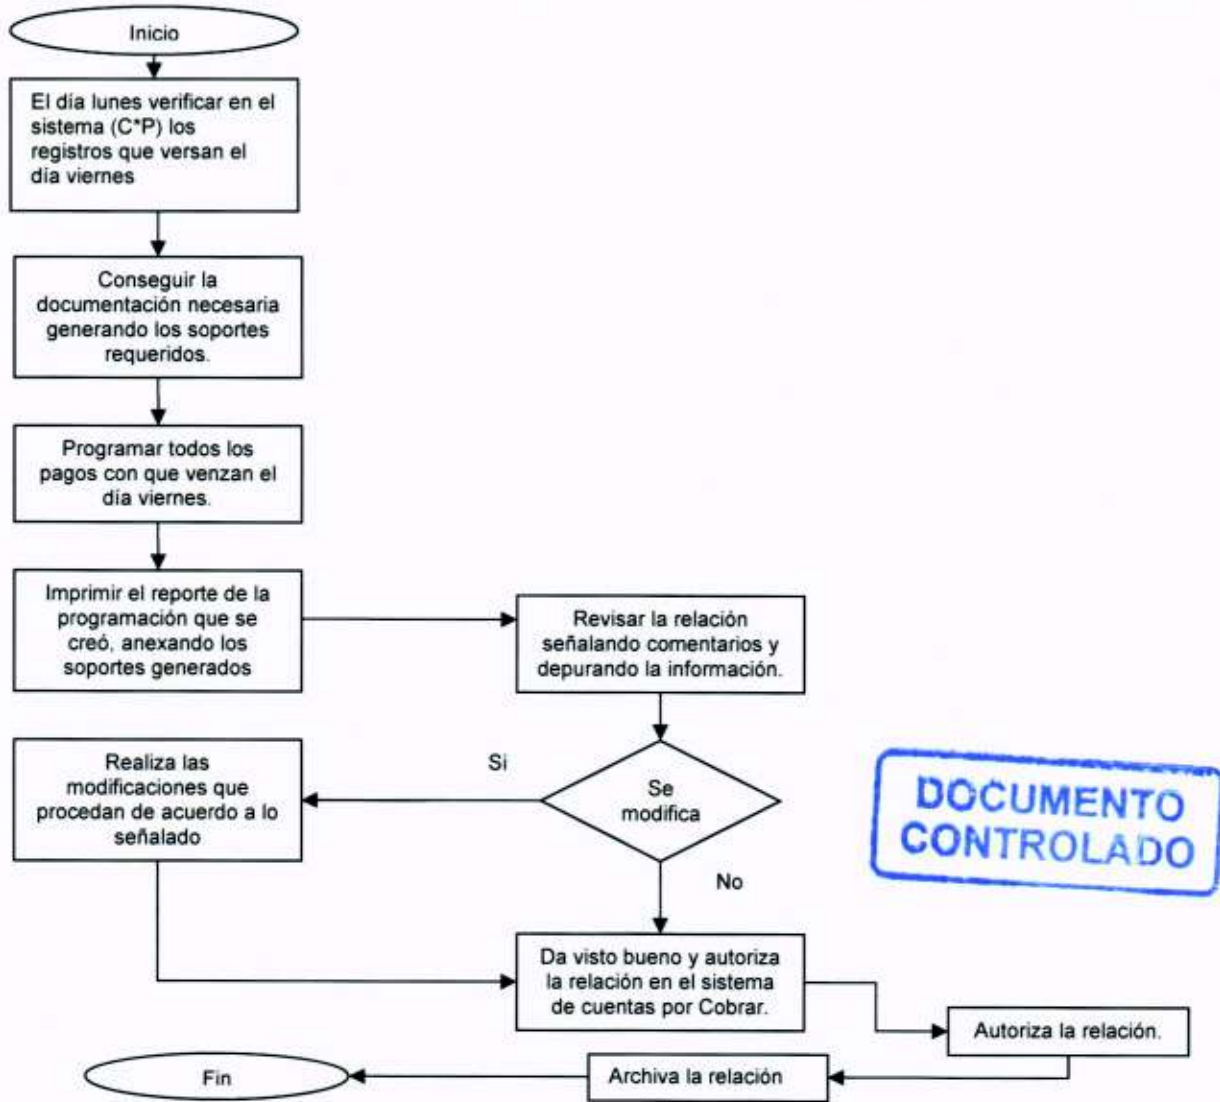 Inicio
El día lunes verificar en el
sistema (C*P) los
registros que versan el
día viernes
Conseguir la
documentación necesaria
generando los soportes
requeridos.
Programar todos los
pagos con que venzan el
día viernes.
Imprimir el reporte de la
programación que se
creó, anexando los
soportes generados
Revisar la relación
señalando comentarios y
depurando la información.
Se
modifica
Si
Realiza las
modificaciones que
procedan de acuerdo a lo
señalado
No
DOCUMENTO
CONTROLADO
Da visto bueno y autoriza
la relación en el sistema
de cuentas por Cobrar.
Autoriza la relación.
Archiva la relación
Fin